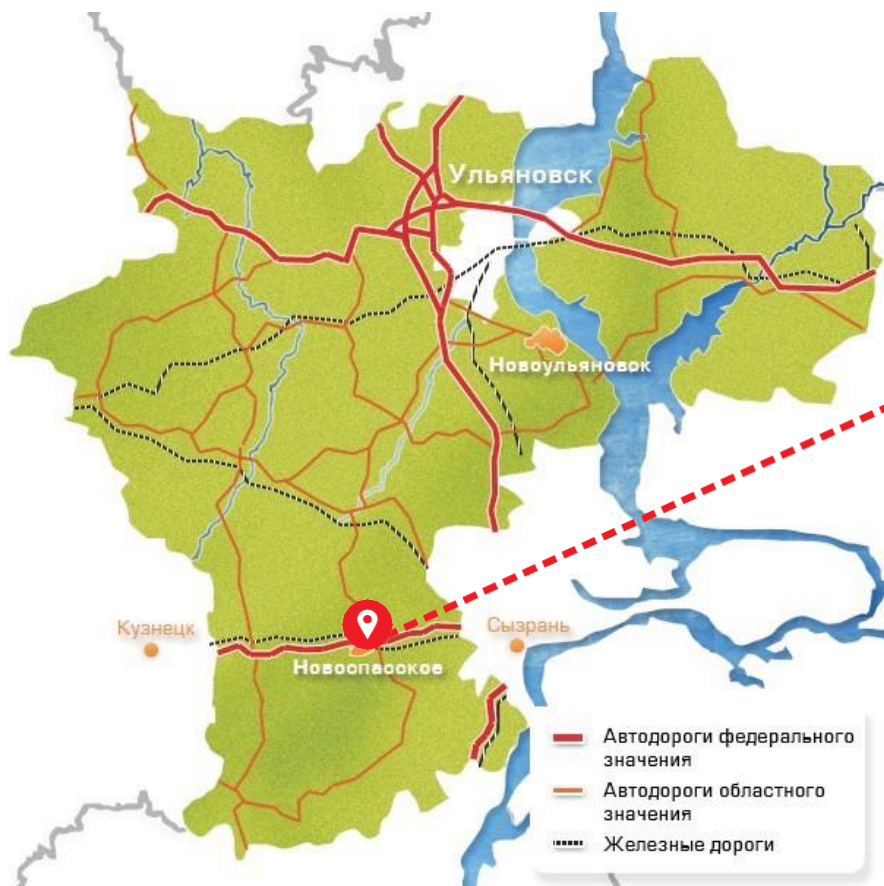 Ульяновск
Новоульяновск
Кузнецк
Сызрань
Новоспасское
Автодороги федерального
значения
Автодороги областного
значения
Железные дороги